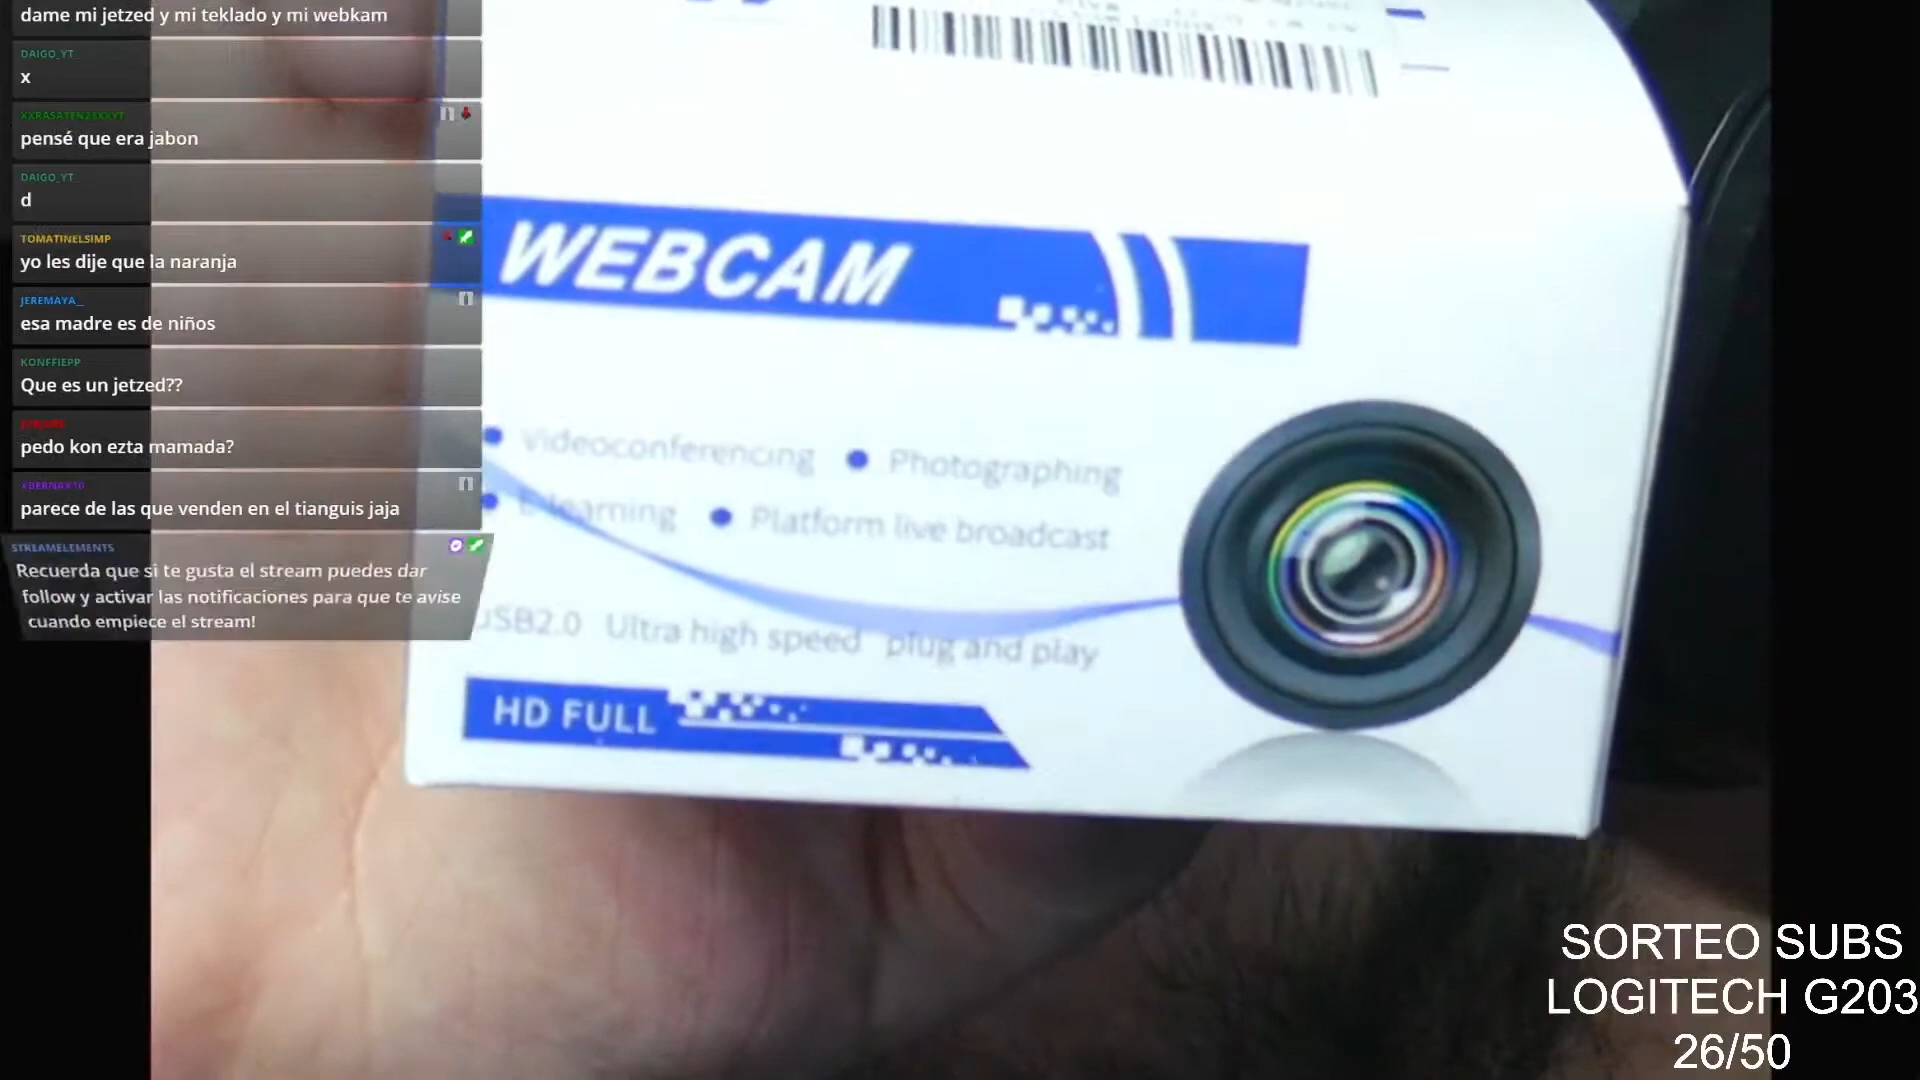 dame mi jetzed y mi teklado y mi webkam
DAIGO_YT
x
XXRASATEN23XXYT
pensé que era jabon
DAIGO_YT
d
TOMATINELSIMP
yo les dije que la naranja
JEREMAYA_
esa madre es de niños
KONFFIEPP
Que es un jetzed??
pedo kon ezta mamada?
XBERNAX10
parece de las que venden en el tianguis jaja
STREAMELEMENTS
Recuerda que si te gusta el stream puedes dar
follow y activar las notificaciones para que te avise
cuando empiece el stream!
WEBCAM
Videoconferencing Photographing
E-learning Platform live broadcast
USB2.0 Ultra high speed plug and play
HD FULL
SORTEO SUBS
LOGITECH G203
26/50